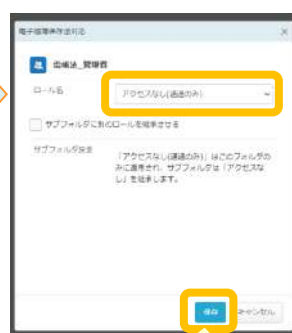 電子帳簿保存法対応
電帳法_管理者
ロール名
アクセスなし(通過のみ)
サブフォルダにもロールを継承させる
サブフォルダ設定
「アクセスなし(通過のみ)」はこのフォルダの
みに適用され、サブフォルダは「アクセスな
し」を継承します。
保存
キャンセル